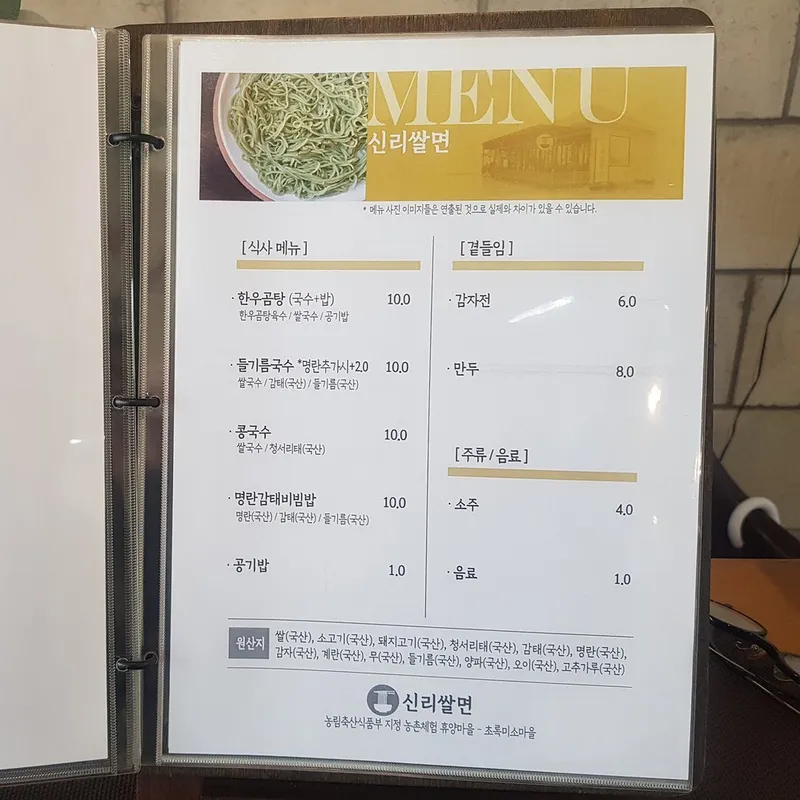 MENU
신리쌀면
* 메뉴 사진 이미지들은 연출된 것으로 실제와 차이가 있을 수 있습니다.
[식사 메뉴]
· 한우곰탕 (국수+밥) 10.0
한우곰탕육수 / 쌀국수 / 공기밥
· 들기름국수 *명란추가시+2.0 10.0
쌀국수 / 감태(국산) / 들기름(국산)
· 콩국수 10.0
쌀국수 / 청서리태(국산)
· 명란감태비빔밥 10.0
명란(국산) / 감태(국산) / 들기름(국산)
· 공기밥 1.0
[곁들임]
· 감자전 6.0
· 만두 8.0
[주류 / 음료]
· 소주 4.0
· 음료 1.0
원산지
쌀(국산), 소고기(국산), 돼지고기(국산), 청서리태(국산), 감태(국산), 명란(국산),
감자(국산), 계란(국산), 무(국산), 들기름(국산), 양파(국산), 오이(국산), 고추가루(국산)
신리쌀면
농림축산식품부 지정 농촌체험 휴양마을 - 초록미소마을